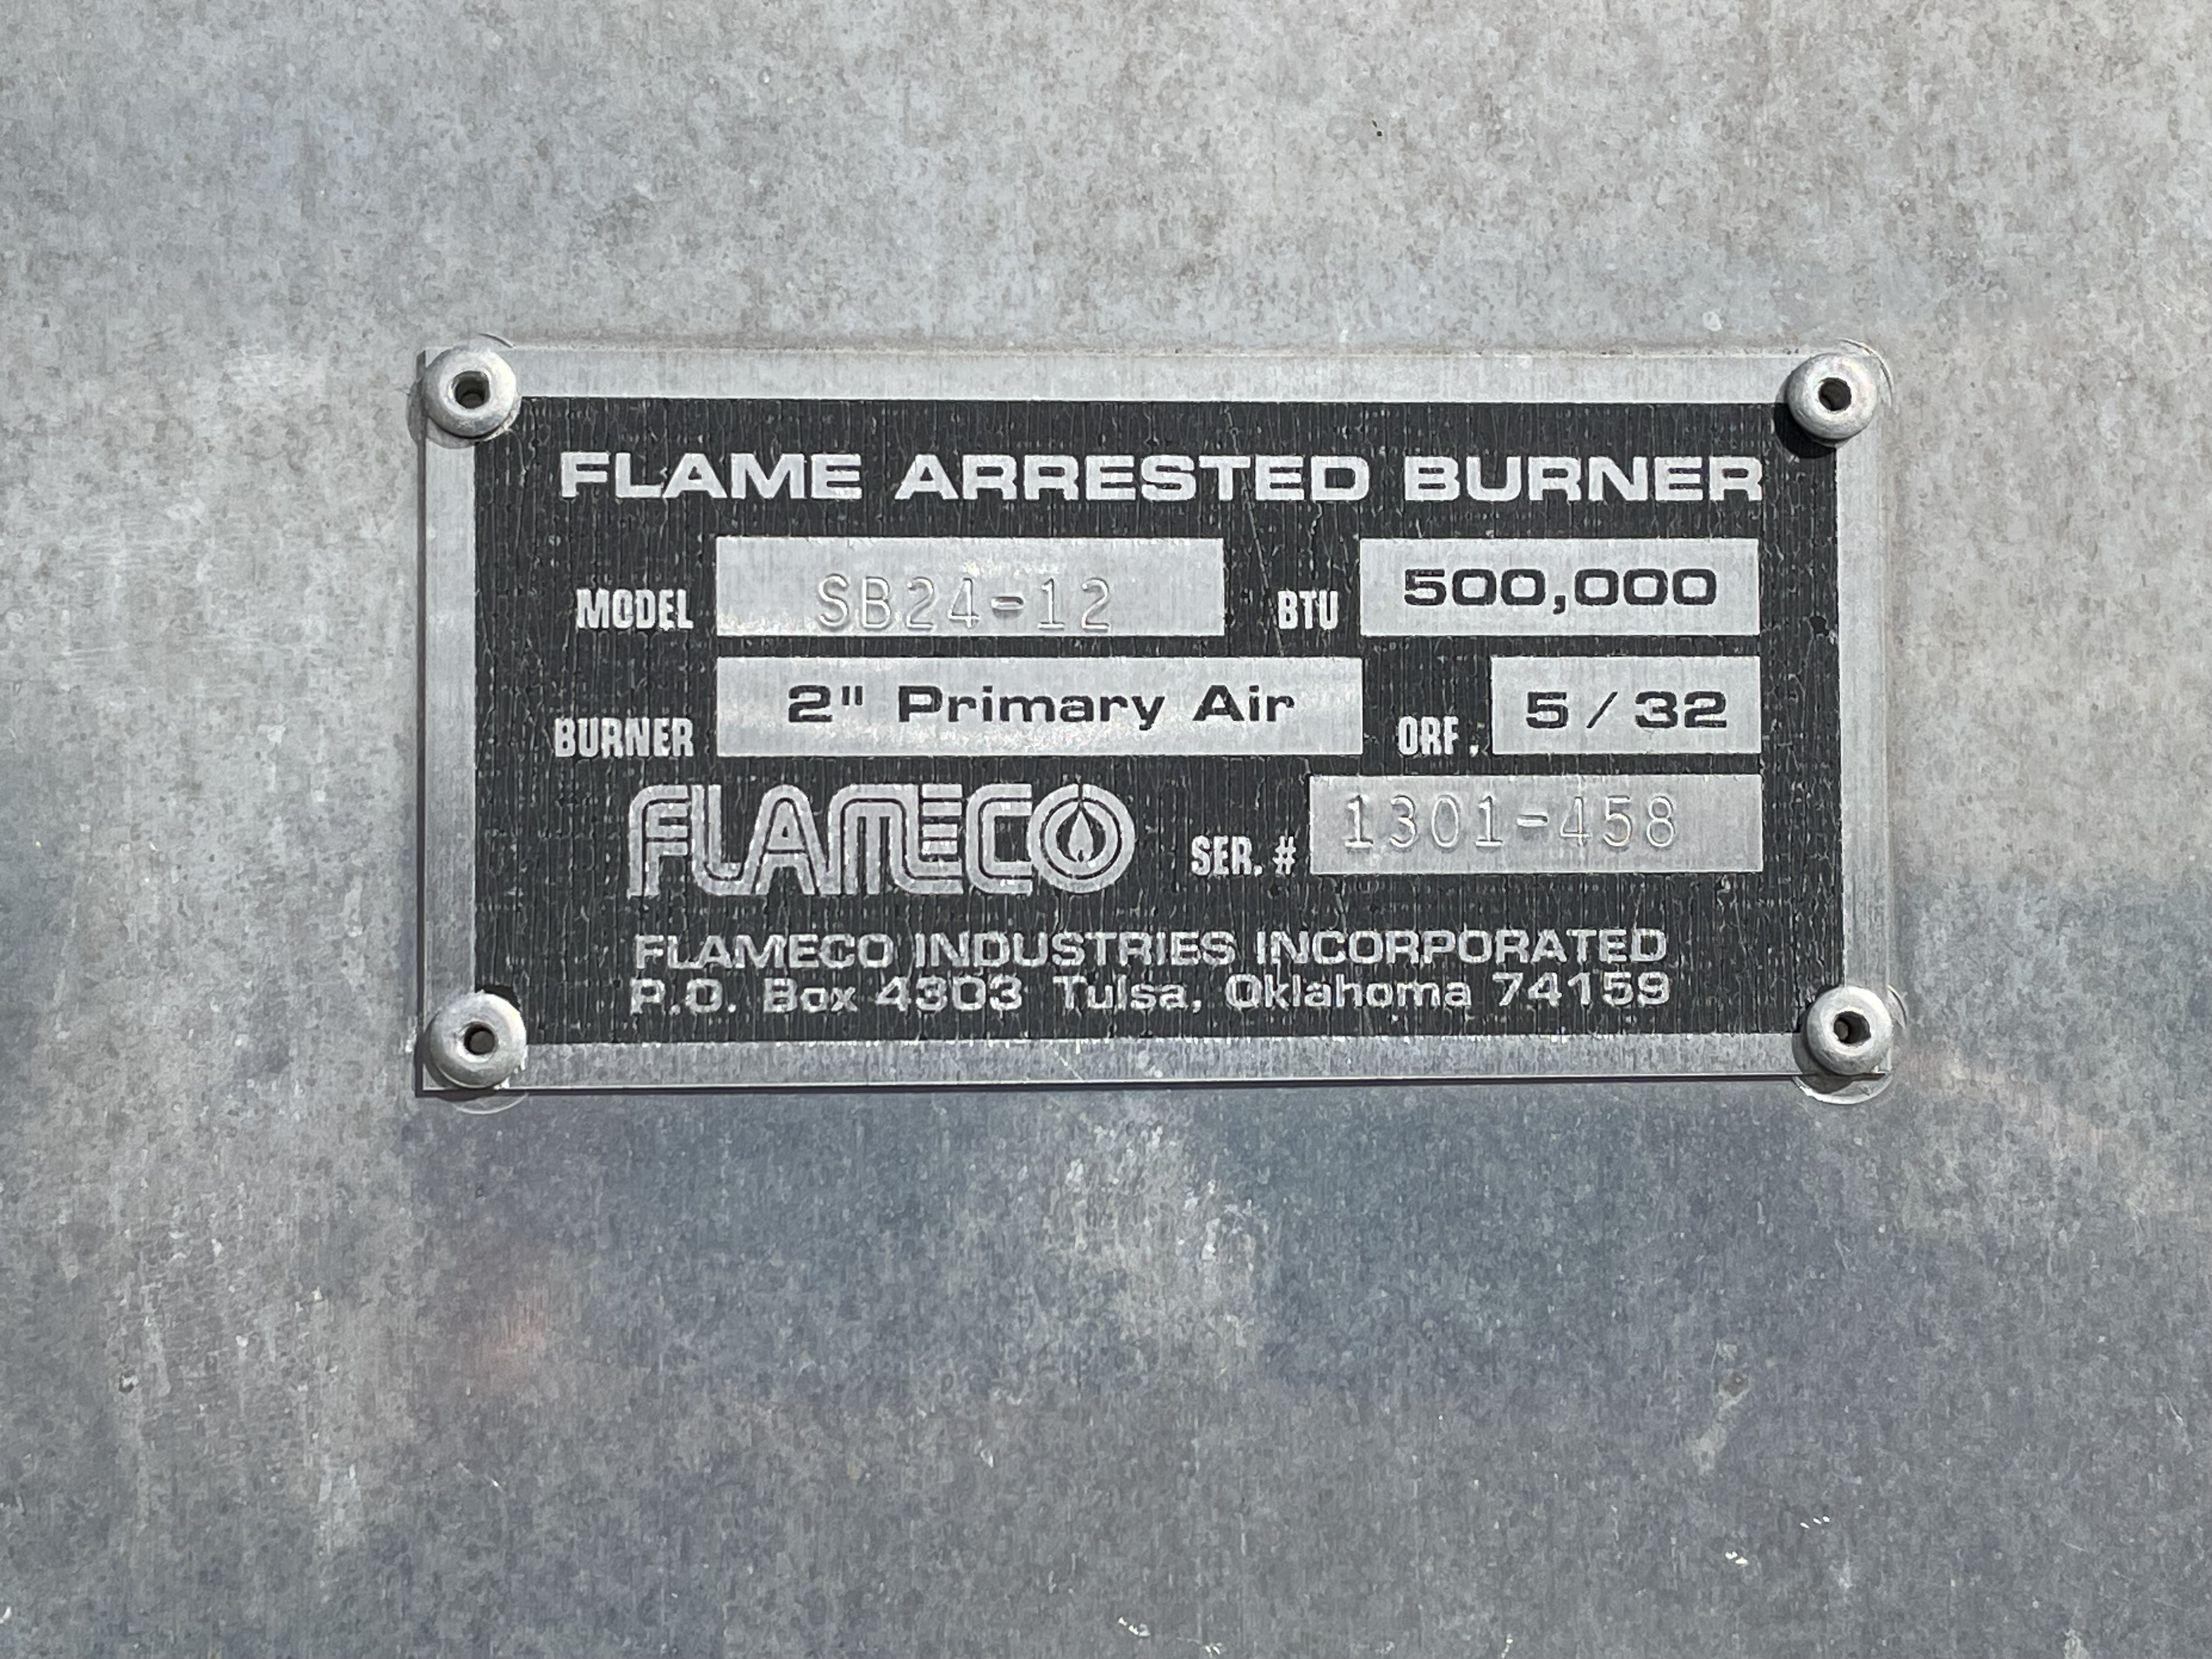 FLAME ARRESTED BURNER
MODEL SB24-12 BTU 500,000
BURNER 2" Primary Air ORF. 5/32
FLAMECO SER. # 1301-458
FLAMECO INDUSTRIES INCORPORATED
P.O. Box 4303 Tulsa, Oklahoma 74159